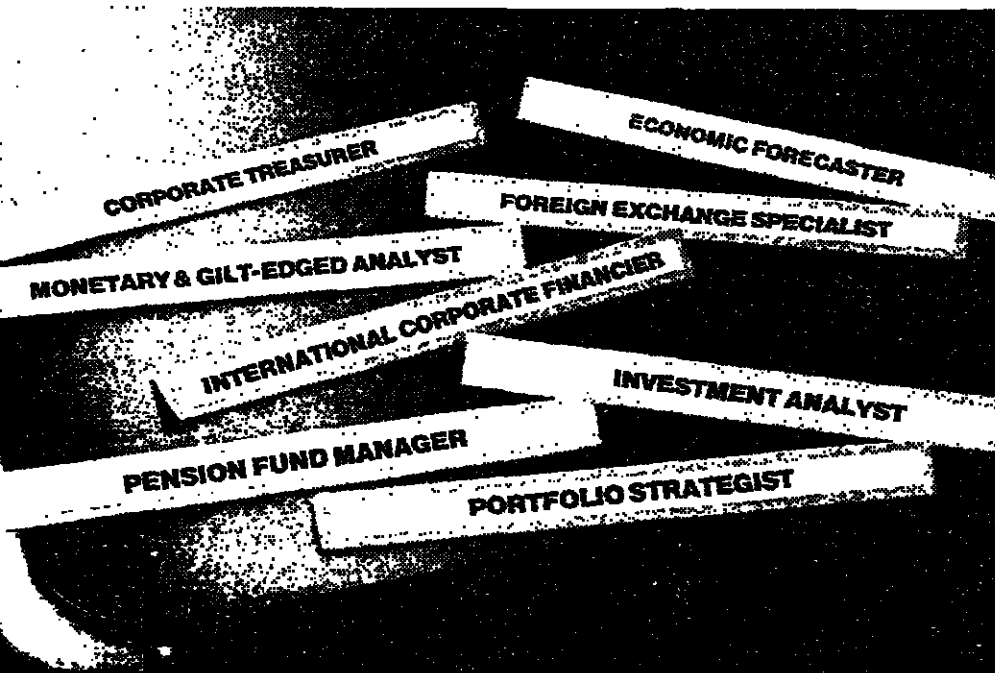 ECONOMIC FORECASTER
CORPORATE TREASURER
FOREIGN EXCHANGE SPECIALIST
MONETARY & GILT-EDGED ANALYST
INTERNATIONAL CORPORATE FINANCIER
INVESTMENT ANALYST
PENSION FUND MANAGER
PORTFOLIO STRATEGIST